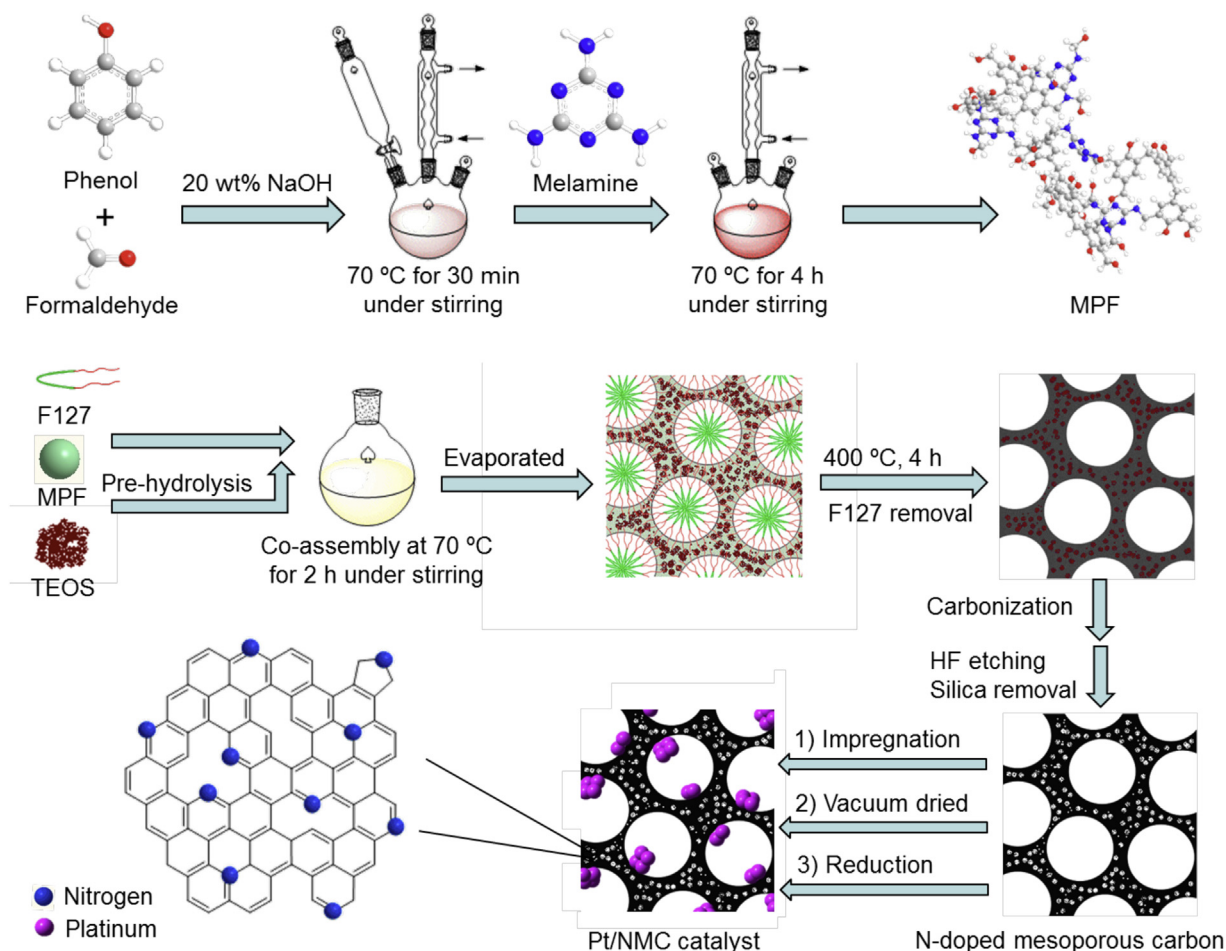 Phenol
+
Formaldehyde
20 wt% NaOH
70 ºC for 30 min
under stirring
Melamine
70 ºC for 4 h
under stirring
MPF
F127
MPF
TEOS
Pre-hydrolysis
Co-assembly at 70 ºC
for 2 h under stirring
Evaporated
400 ºC, 4 h
F127 removal
Carbonization
HF etching
Silica removal
N-doped mesoporous carbon
1) Impregnation
2) Vacuum dried
3) Reduction
Pt/NMC catalyst
Nitrogen
Platinum